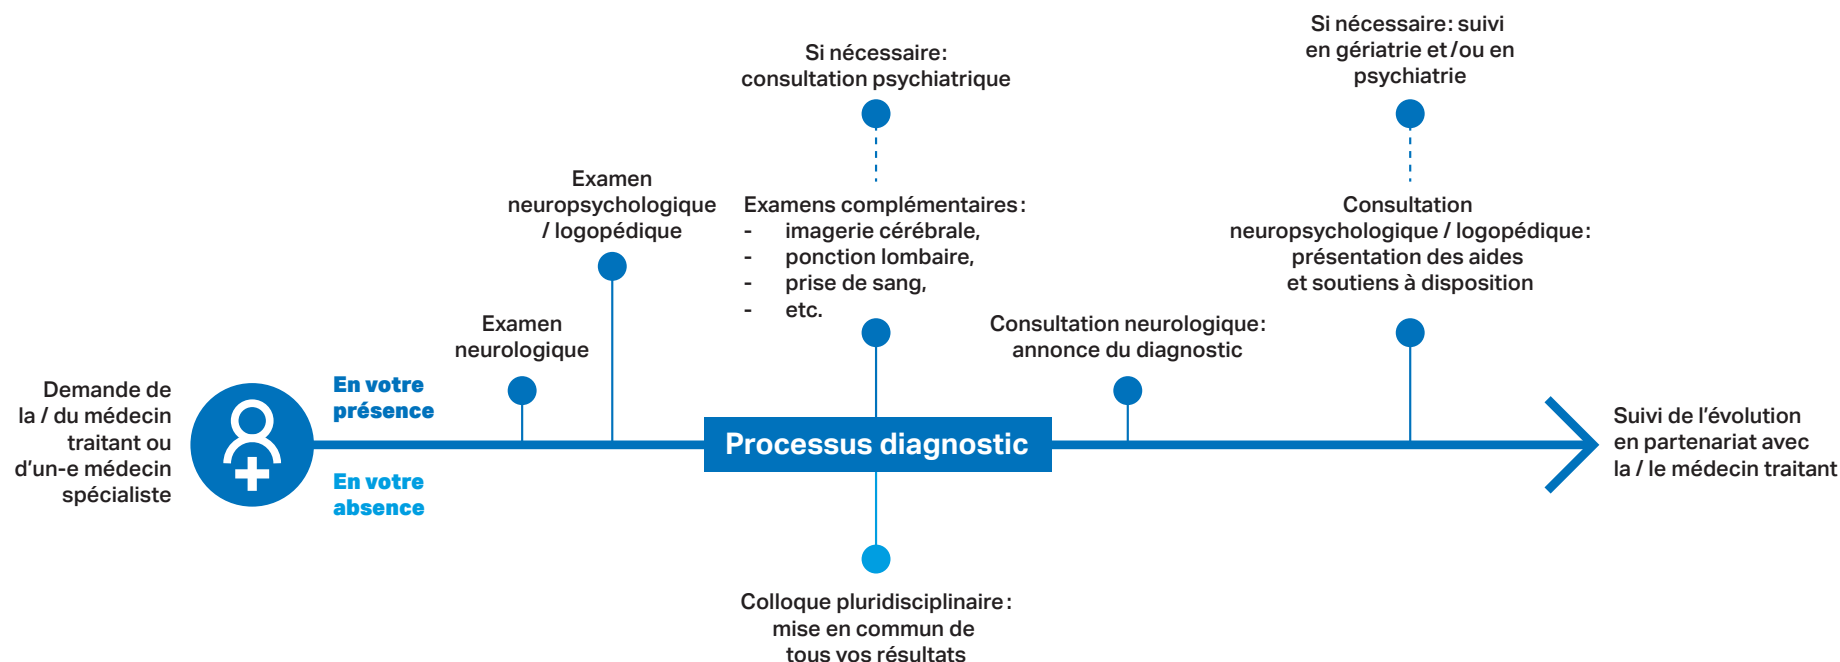 Demande de
la / du médecin
traitant ou
d'un-e médecin
spécialiste
En votre
présence
En votre
absence
Examen
neurologique
Examen
neuropsychologique
/ logopédique
Si nécessaire:
consultation psychiatrique
Examens complémentaires:
- imagerie cérébrale,
- ponction lombaire,
- prise de sang,
- etc.
Processus diagnostic
Colloque pluridisciplinaire:
mise en commun de
tous vos résultats
Consultation neurologique:
annonce du diagnostic
Si nécessaire: suivi
en gériatrie et/ou en
psychiatrie
Consultation
neuropsychologique / logopédique:
présentation des aides
et soutiens à disposition
Suivi de l'évolution
en partenariat avec
la / le médecin traitant